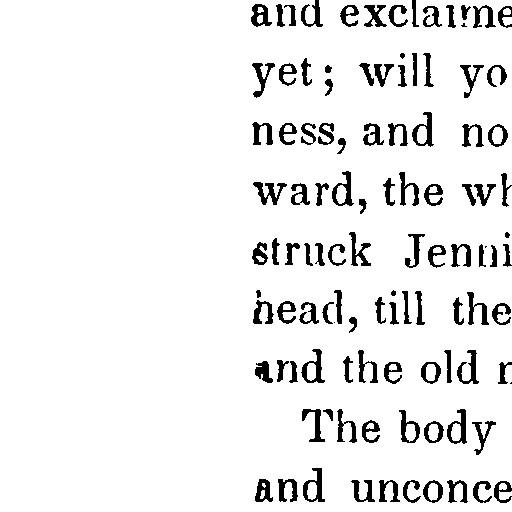 and exclaime
yet; will yo
ness, and no
ward, the wh
struck Jenni
head, till the
and the old
The body
and unconce